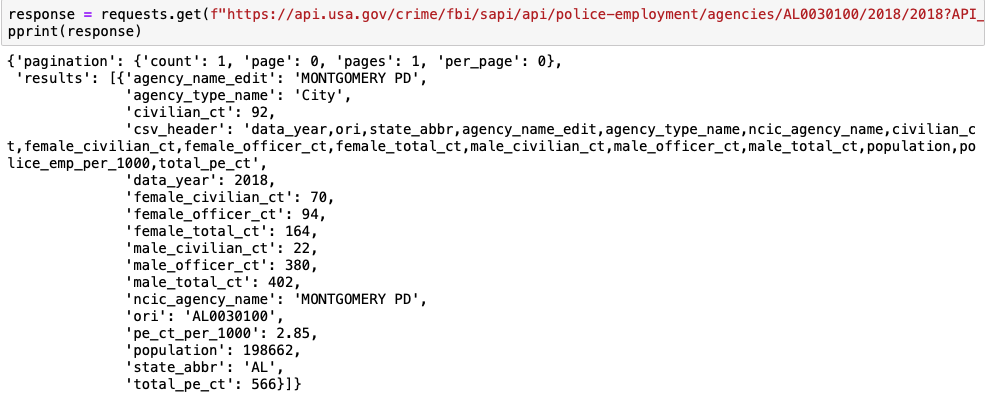 response = requests.get(f"https://api.usa.gov/crime/fbi/sapi/api/police-employment/agencies/AL0030100/2018/2018?API_
pprint(response)
{'pagination': {'count': 1, 'page': 0, 'pages': 1, 'per_page': 0},
 'results': [{'agency_name_edit': 'MONTGOMERY PD',
              'agency_type_name': 'City',
              'civilian_ct': 92,
              'csv_header': 'data_year,ori,state_abbr,agency_name_edit,agency_type_name,ncic_agency_name,civilian_c
t,female_civilian_ct,female_officer_ct,female_total_ct,male_civilian_ct,male_officer_ct,male_total_ct,population,po
lice_emp_per_1000,total_pe_ct',
              'data_year': 2018,
              'female_civilian_ct': 70,
              'female_officer_ct': 94,
              'female_total_ct': 164,
              'male_civilian_ct': 22,
              'male_officer_ct': 380,
              'male_total_ct': 402,
              'ncic_agency_name': 'MONTGOMERY PD',
              'ori': 'AL0030100',
              'pe_ct_per_1000': 2.85,
              'population': 198662,
              'state_abbr': 'AL',
              'total_pe_ct': 566}]}